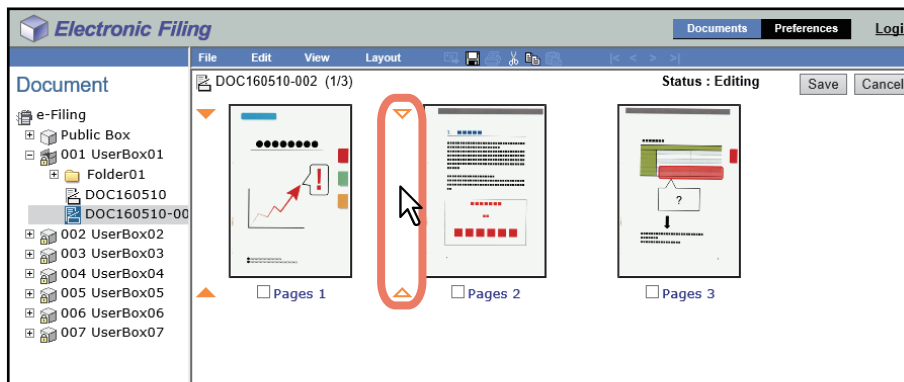 Electronic Filing
Documents Preferences
File Edit View Layout |< < > >|
Document
DOC160510-002 (1/3) Status : Editing Save Cancel
e-Filing
Public Box
001 UserBox01
Folder01
DOC160510
DOC160510-00
002 UserBox02
003 UserBox03
004 UserBox04
005 UserBox05
006 UserBox06
007 UserBox07
!
1
?
Pages 1 Pages 2 Pages 3